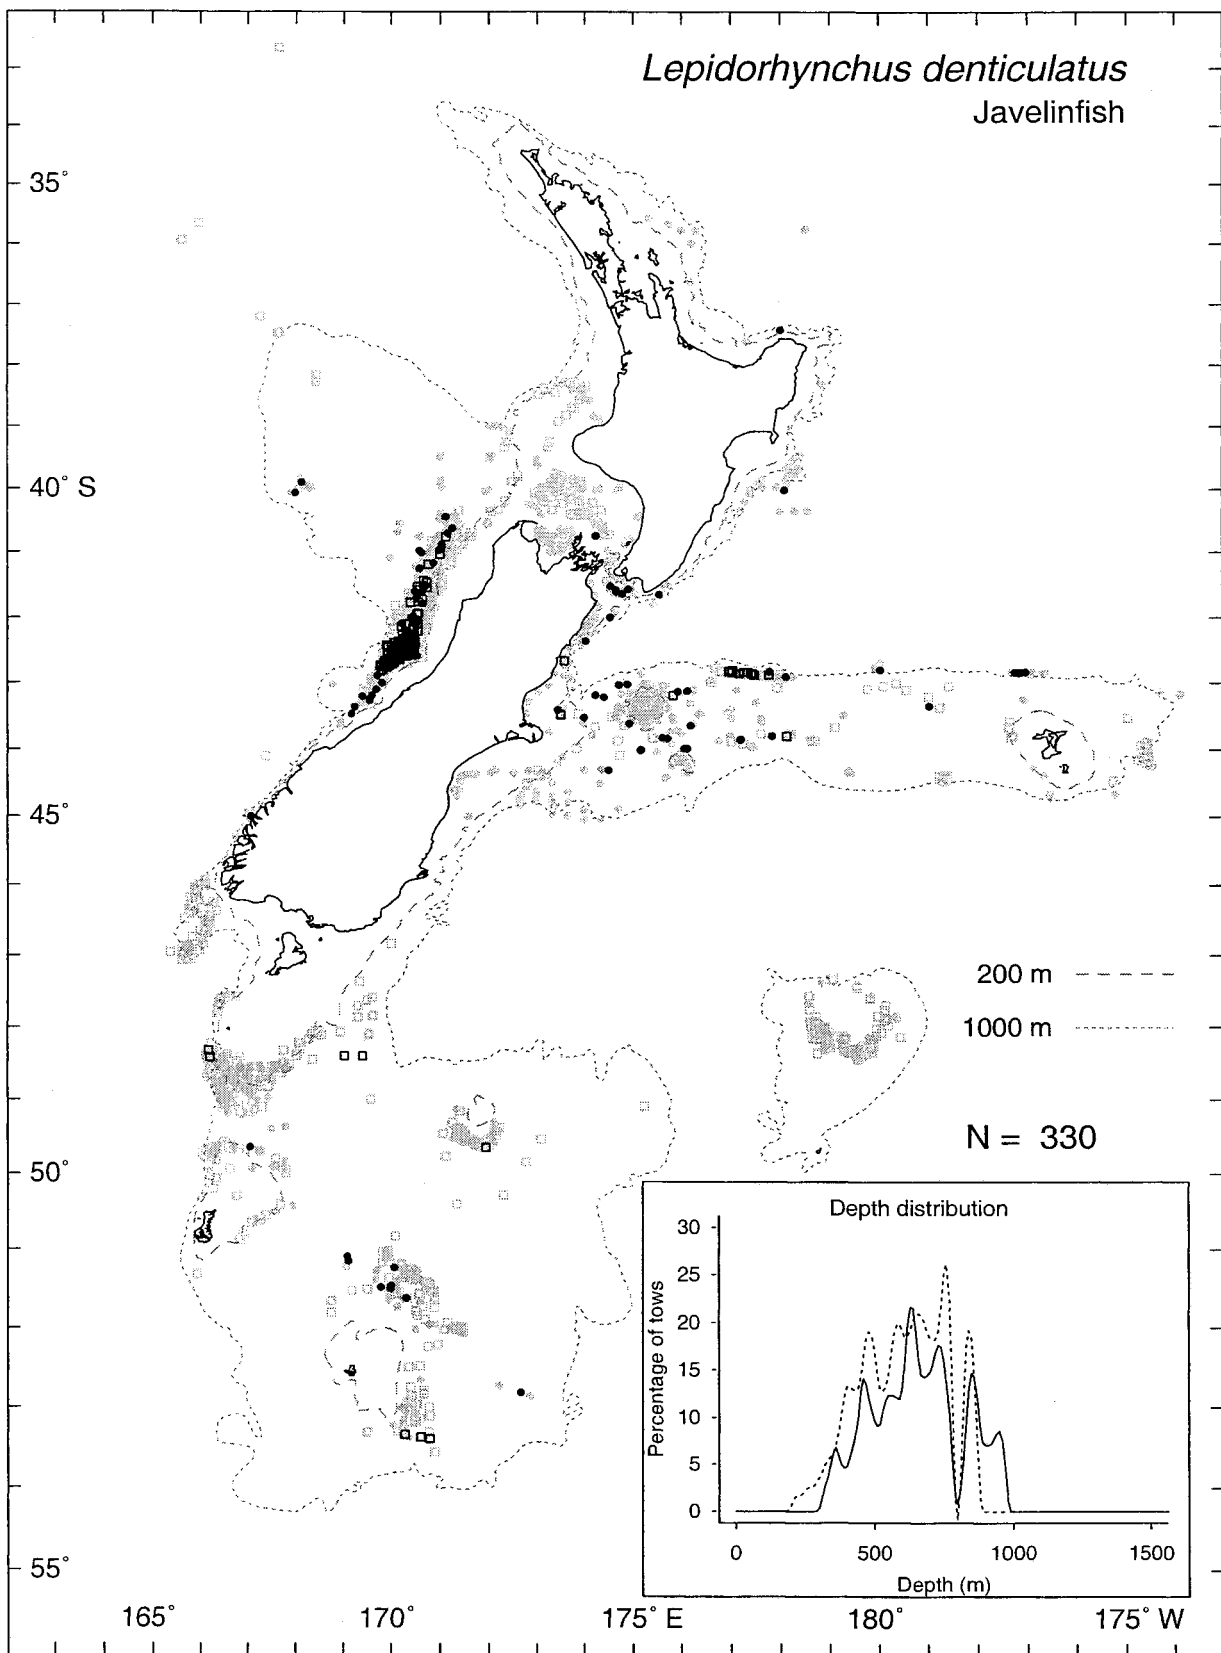 Lepidorhynchus denticulatus
Javelinfish
35°
40° S
45°
50°
55°
200 m
1000 m
N = 330
Depth distribution
30
25
20
15
10
5
0
Percentage of tows
0 500 1000 1500
Depth (m)
165° 170° 175° E 180° 175° W